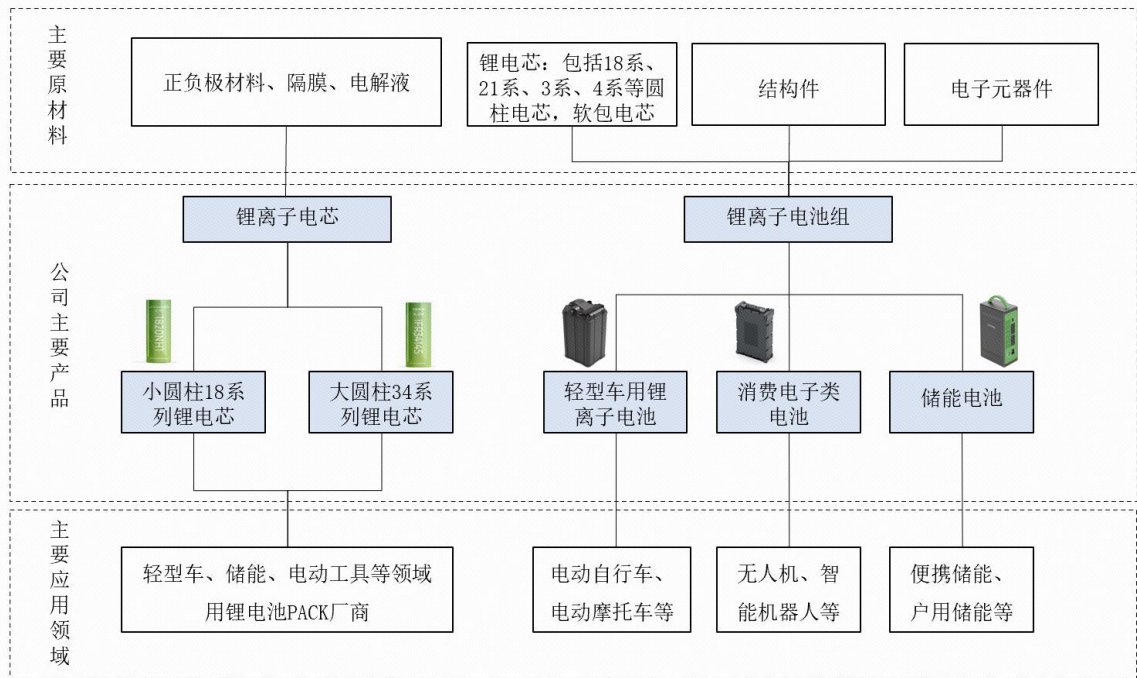 主要原材料
正负极材料、隔膜、电解液
锂电芯：包括18系、
21系、3系、4系等圆
柱电芯，软包电芯
结构件
电子元器件
公司主要产品
锂离子电芯
锂离子电池组
1820NH1
IFR34145
小圆柱18系
列锂电芯
大圆柱34系
列锂电芯
轻型车用锂
离子电池
消费电子类
电池
储能电池
主要应用领域
轻型车、储能、电动工具等领域
用锂电池PACK厂商
电动自行车、
电动摩托车等
无人机、智
能机器人等
便携储能、
户用储能等